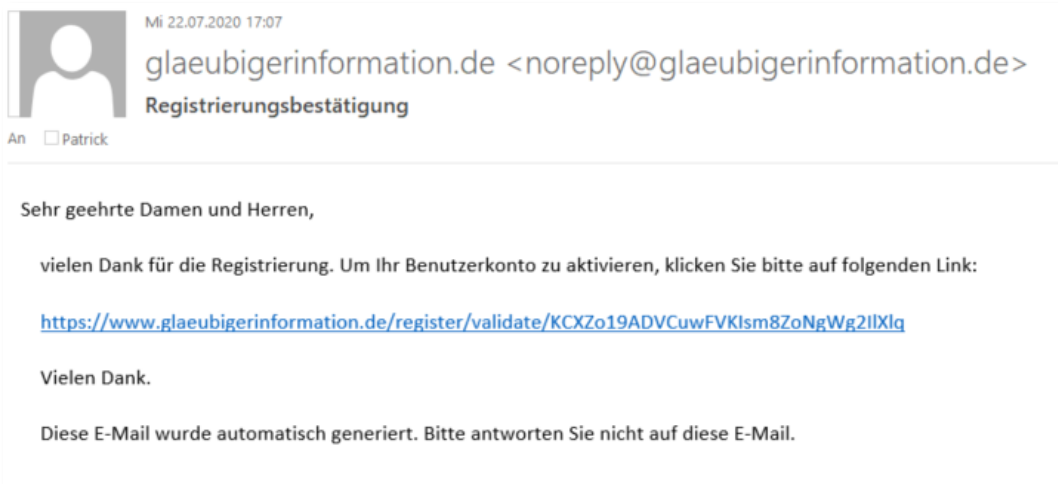 Mi 22.07.2020 17:07
glaeubigerinformation.de <noreply@glaeubigerinformation.de>
Registrierungsbestätigung
An Patrick
Sehr geehrte Damen und Herren,
vielen Dank für die Registrierung. Um Ihr Benutzerkonto zu aktivieren, klicken Sie bitte auf folgenden Link:
https://www.glaeubigerinformation.de/register/validate/KCXZo19ADVCuwFVKIsm8ZoNgWg2IlXlq
Vielen Dank.
Diese E-Mail wurde automatisch generiert. Bitte antworten Sie nicht auf diese E-Mail.